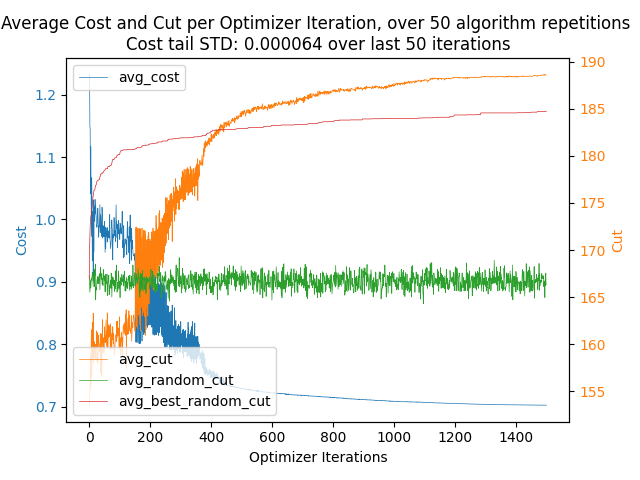 Average Cost and Cut per Optimizer Iteration, over 50 algorithm repetitions
Cost tail STD: 0.000064 over last 50 iterations
avg_cost
1.2
1.1
1.0
0.9
0.8
0.7
Cost
190
185
180
175
170
165
160
155
Cut
avg_cut
avg_random_cut
avg_best_random_cut
0 200 400 600 800 1000 1200 1400
Optimizer Iterations